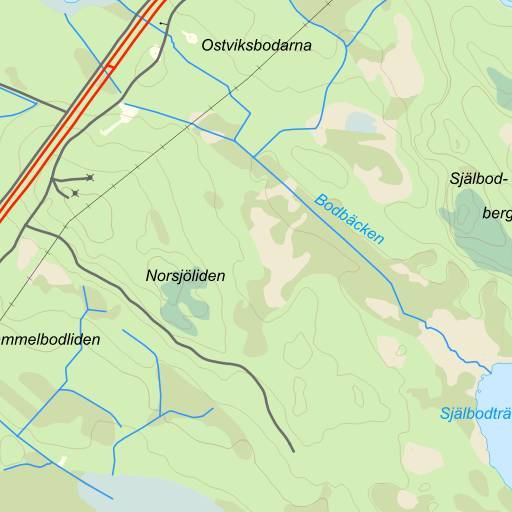 Ostviksbodarna
Själbod-
berg
Bodbäcken
Norsjöliden
mmelbodliden
Själbodträ